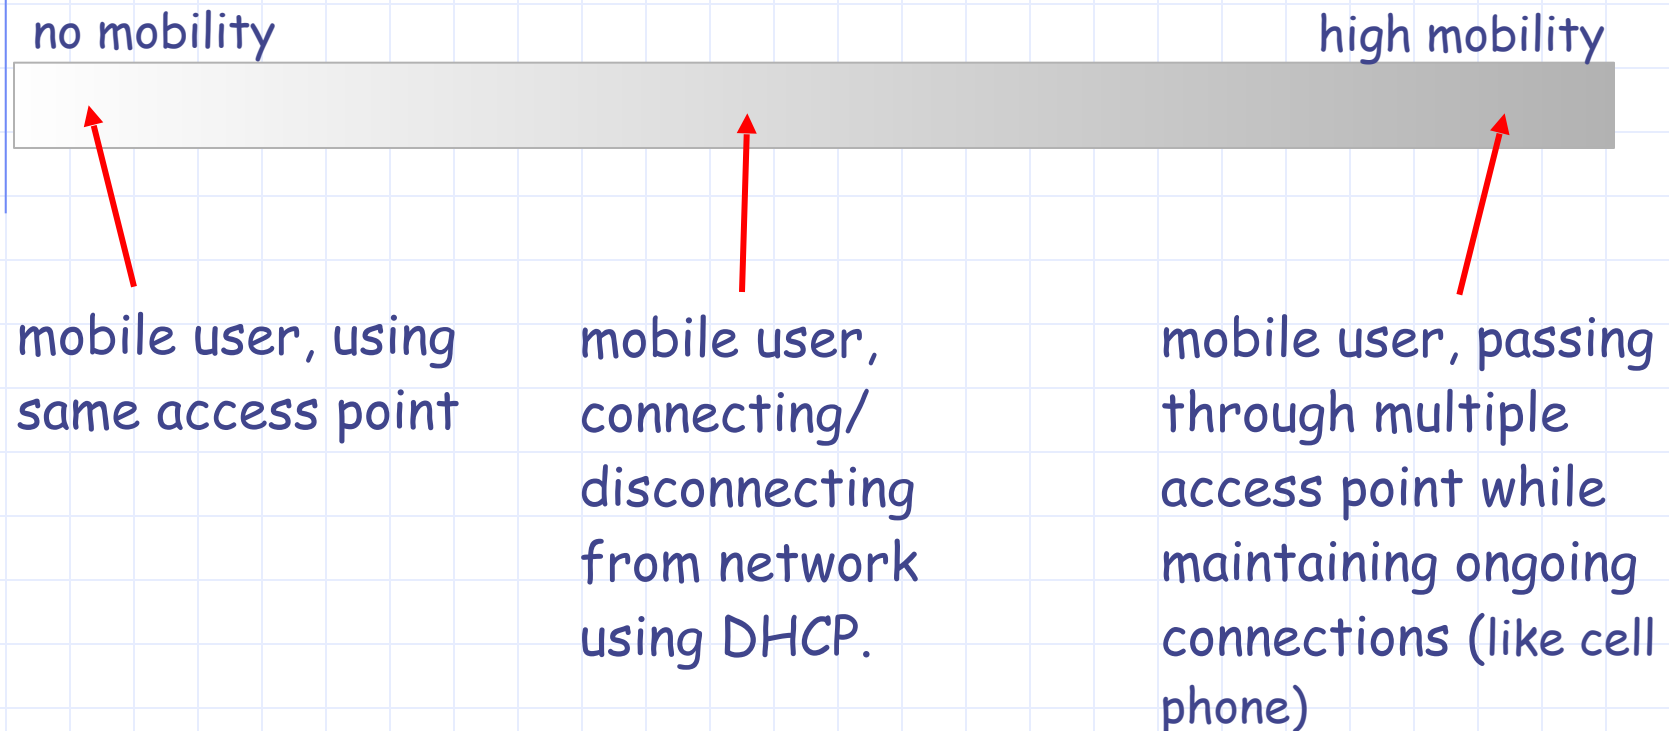 no mobility
high mobility
mobile user, using
same access point
mobile user,
connecting/
disconnecting
from network
using DHCP.
mobile user, passing
through multiple
access point while
maintaining ongoing
connections (like cell
phone)